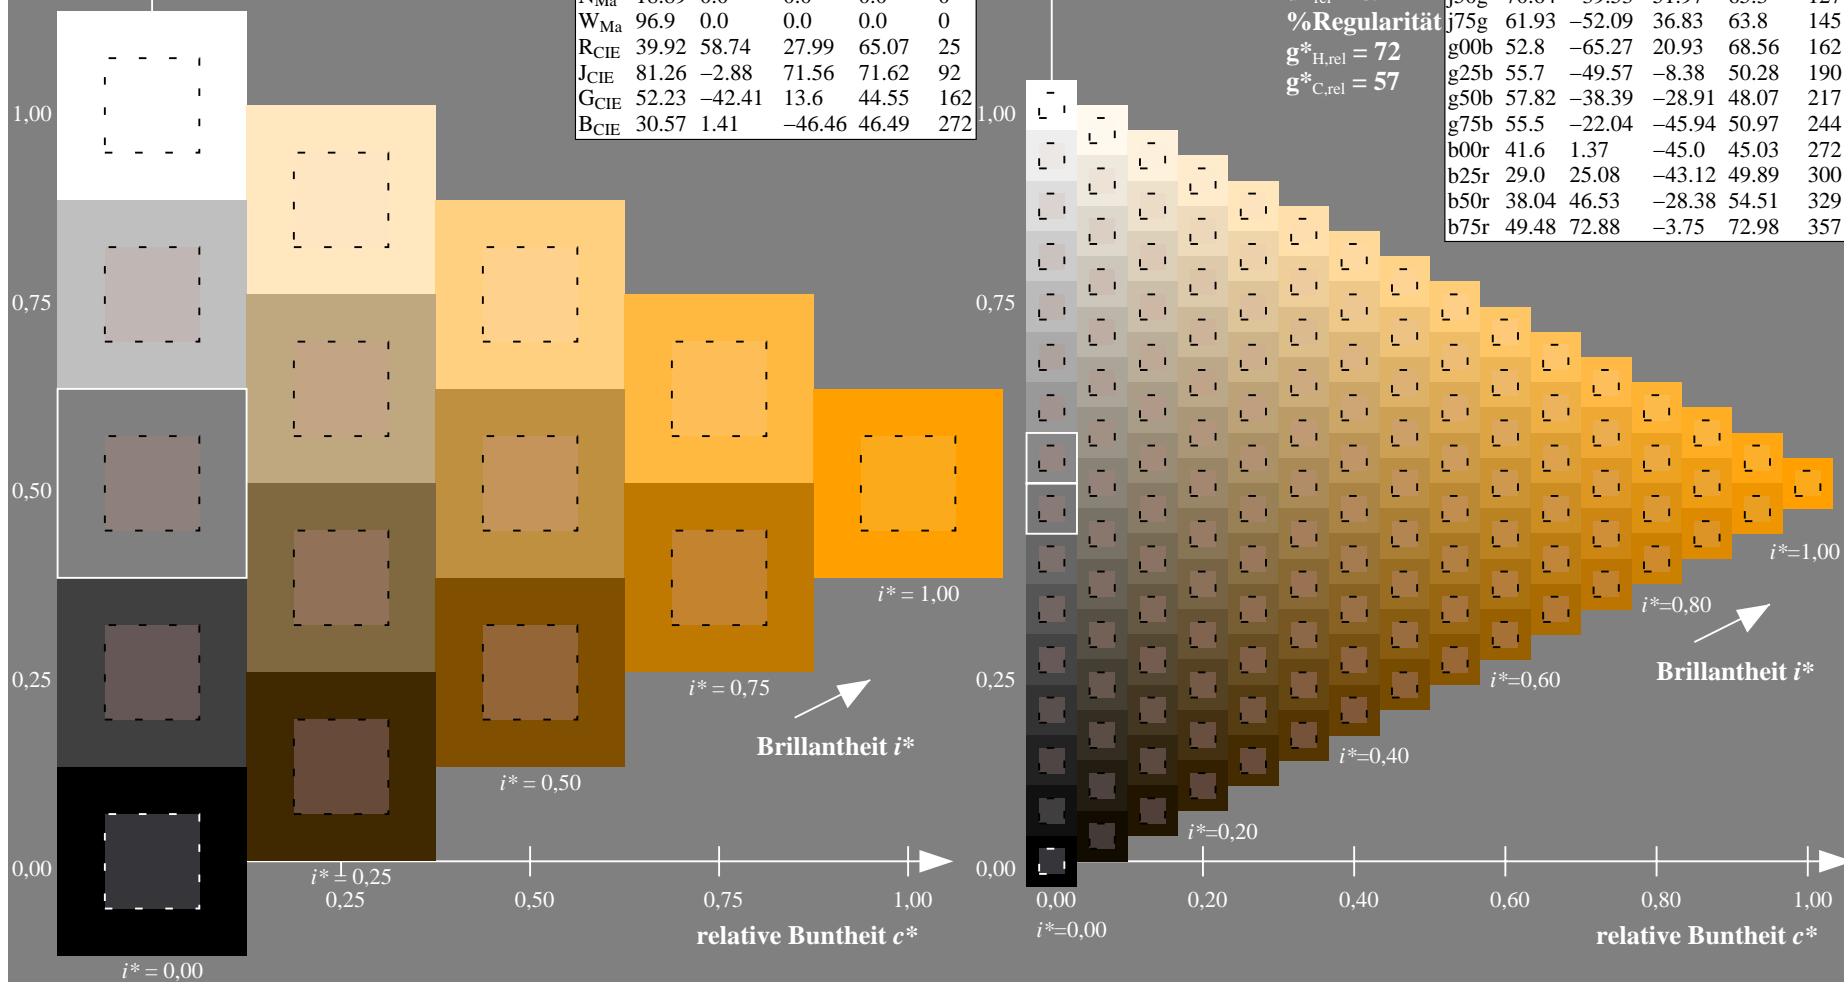 W_Ma 96.9 0.0 0.0 0.0 0
R_CIE 39.92 58.74 27.99 65.07 25
J_CIE 81.26 −2.88 71.56 71.62 92
G_CIE 52.23 −42.41 13.6 44.55 162
B_CIE 30.57 1.41 −46.46 46.49 272
%Regularität
g*_H,rel = 72
g*_C,rel = 57
j75g 61.93 −52.09 36.83 63.8 145
g00b 52.8 −65.27 20.93 68.56 162
g25b 55.7 −49.57 −8.38 50.28 190
g50b 57.82 −38.39 −28.91 48.07 217
g75b 55.5 −22.04 −45.94 50.97 244
b00r 41.6 1.37 −45.0 45.03 272
b25r 29.0 25.08 −43.12 49.89 300
b50r 38.04 46.53 −28.38 54.51 329
b75r 49.48 72.88 −3.75 72.98 357
1,00
0,75
0,50
0,25
0,00
i* = 1,00
i* = 0,75
Brillantheit i*
i* = 0,50
i* = 0,25
0,25 0,50 0,75 1,00
relative Buntheit c*
i* = 0,00
1,00
0,75
0,50
0,25
0,00
i*=1,00
i*=0,80
Brillantheit i*
i*=0,60
i*=0,40
i*=0,20
0,00 0,20 0,40 0,60 0,80 1,00
i*=0,00
relative Buntheit c*